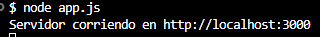 $ node app.js
Servidor corriendo en http://localhost:3000